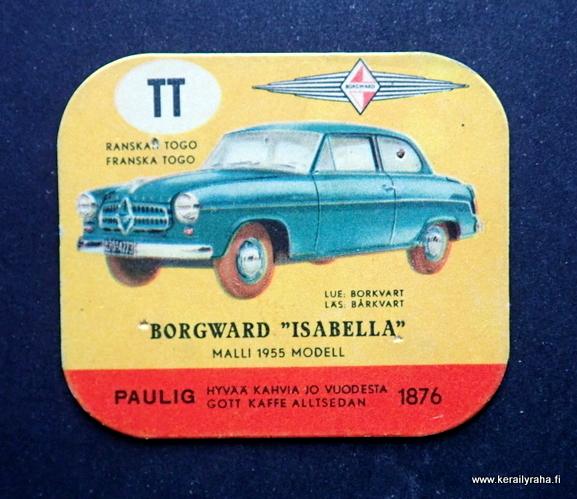 TT
BORGWARD
RANSKAN TOGO
FRANSKA TOGO
LUE: BORKVART
LÄS: BÅRKVART
BORGWARD "ISABELLA"
MALLI 1955 MODELL
PAULIG HYVÄÄ KAHVIA JO VUODESTA 1876
GOTT KAFFE ALLTSEDAN
www.kerailyraha.fi